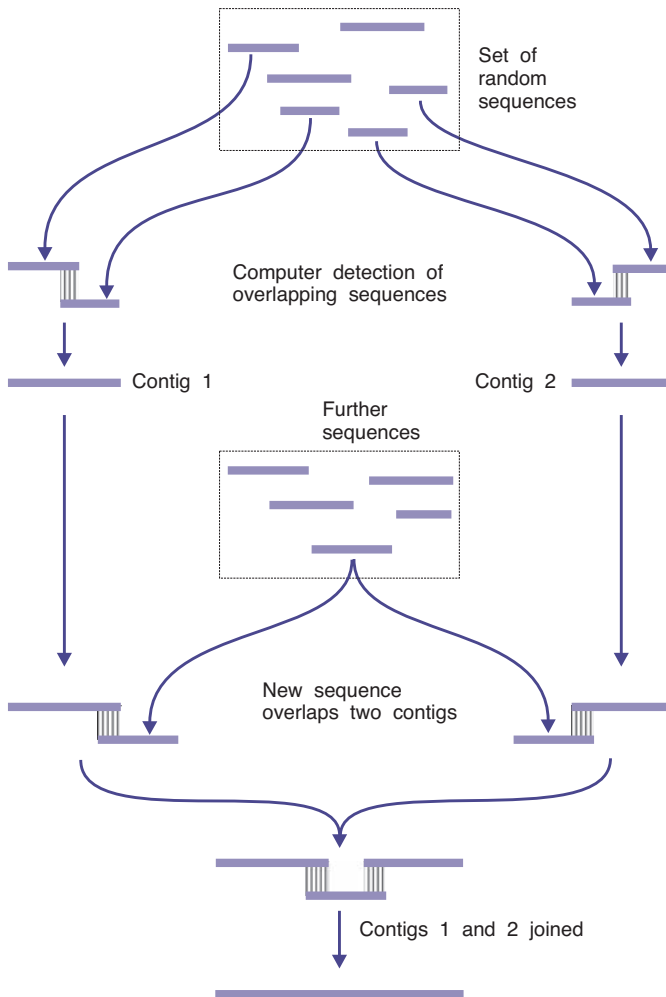 Set of
random
sequences
Computer detection of
overlapping sequences
Contig 1
Contig 2
Further
sequences
New sequence
overlaps two contigs
Contigs 1 and 2 joined